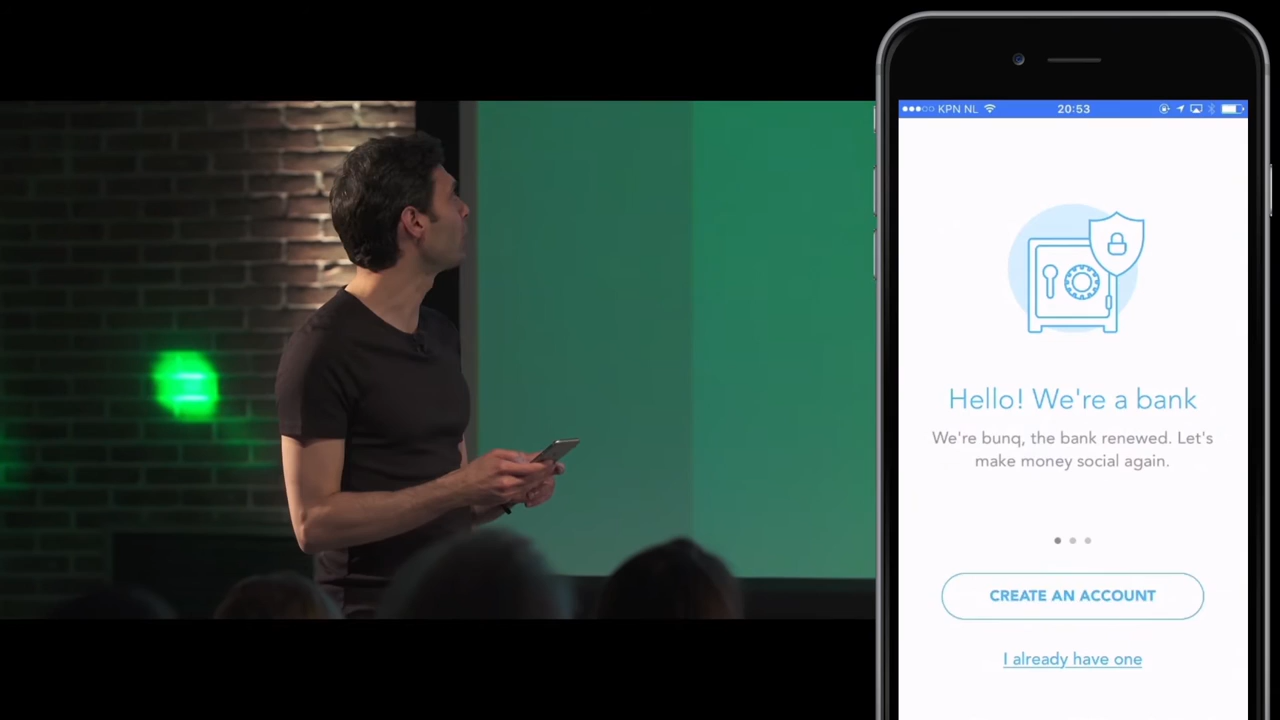 KPN NL 20:53
Hello! We're a bank
We're bunq, the bank renewed. Let's
make money social again.
CREATE AN ACCOUNT
I already have one